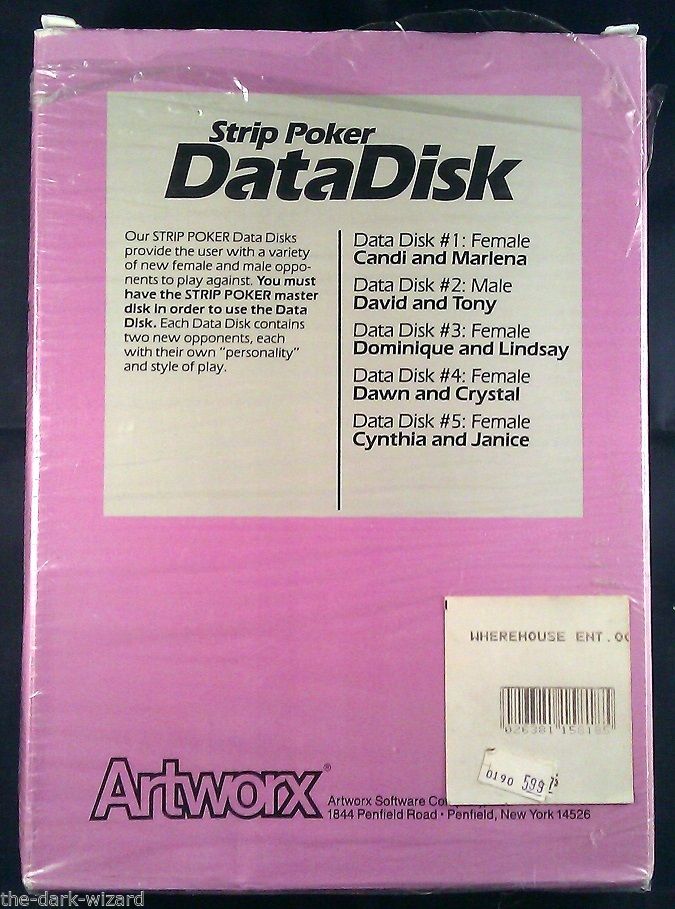 Strip Poker
DataDisk
Our STRIP POKER Data Disks
provide the user with a variety
of new female and male oppo-
nents to play against. You must
have the STRIP POKER master
disk in order to use the Data
Disk. Each Data Disk contains
two new opponents, each
with their own "personality"
and style of play.
Data Disk #1: Female
Candi and Marlena
Data Disk #2: Male
David and Tony
Data Disk #3: Female
Dominique and Lindsay
Data Disk #4: Female
Dawn and Crystal
Data Disk #5: Female
Cynthia and Janice
WHEREHOUSE ENT.
026381
0190 599
Artworx®
Artworx Software
1844 Penfield Road • Penfield, New York 14526
the-dark-wizard